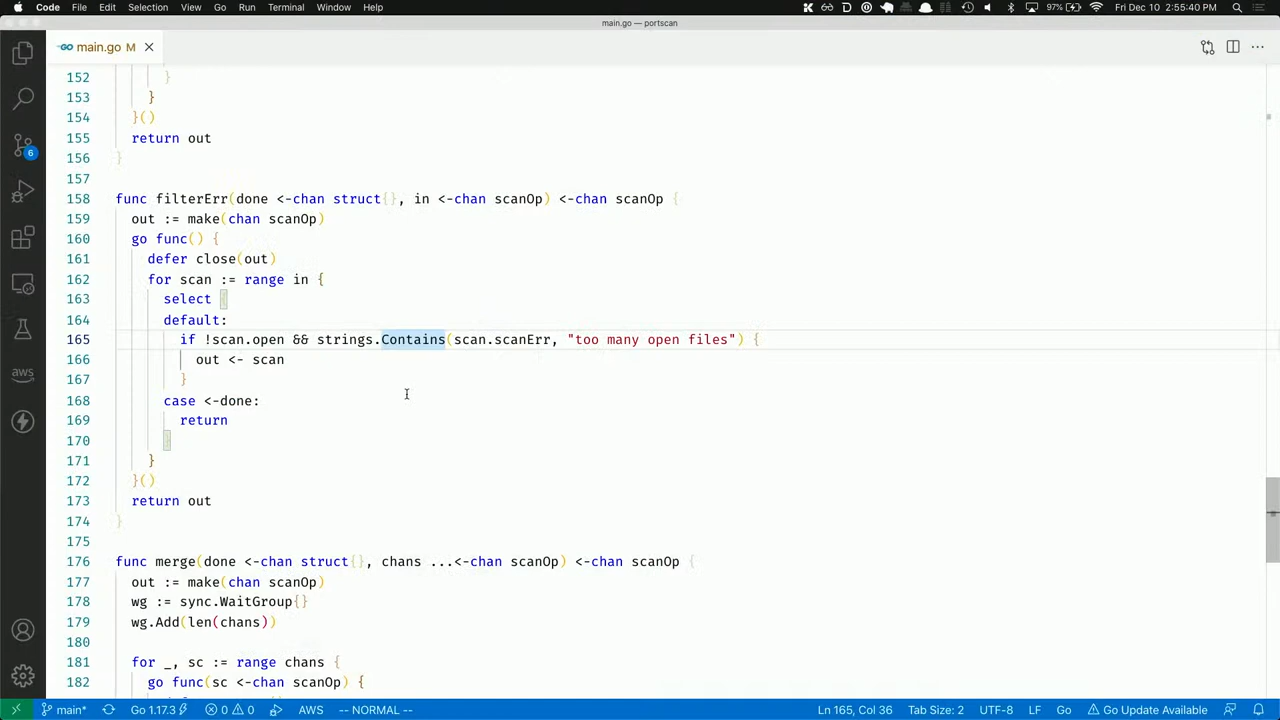 Code File Edit Selection View Go Run Terminal Window Help 97% Fri Dec 10 2:55:40 PM
main.go — portscan
main.go M
152 }
153 }
154 }()
155 return out
156 }
157
158 func filterErr(done <-chan struct{}, in <-chan scanOp) <-chan scanOp {
159 out := make(chan scanOp)
160 go func() {
161 defer close(out)
162 for scan := range in {
163 select {
164 default:
165 if !scan.open && strings.Contains(scan.scanErr, "too many open files") {
166 out <- scan
167 }
168 case <-done:
169 return
170 }
171 }
172 }()
173 return out
174 }
175
176 func merge(done <-chan struct{}, chans ...<-chan scanOp) <-chan scanOp {
177 out := make(chan scanOp)
178 wg := sync.WaitGroup{}
179 wg.Add(len(chans))
180
181 for _, sc := range chans {
182 go func(sc <-chan scanOp) {
6
aws
main* Go 1.17.3 0 0 AWS -- NORMAL -- Ln 165, Col 36 Tab Size: 2 UTF-8 LF Go Go Update Available